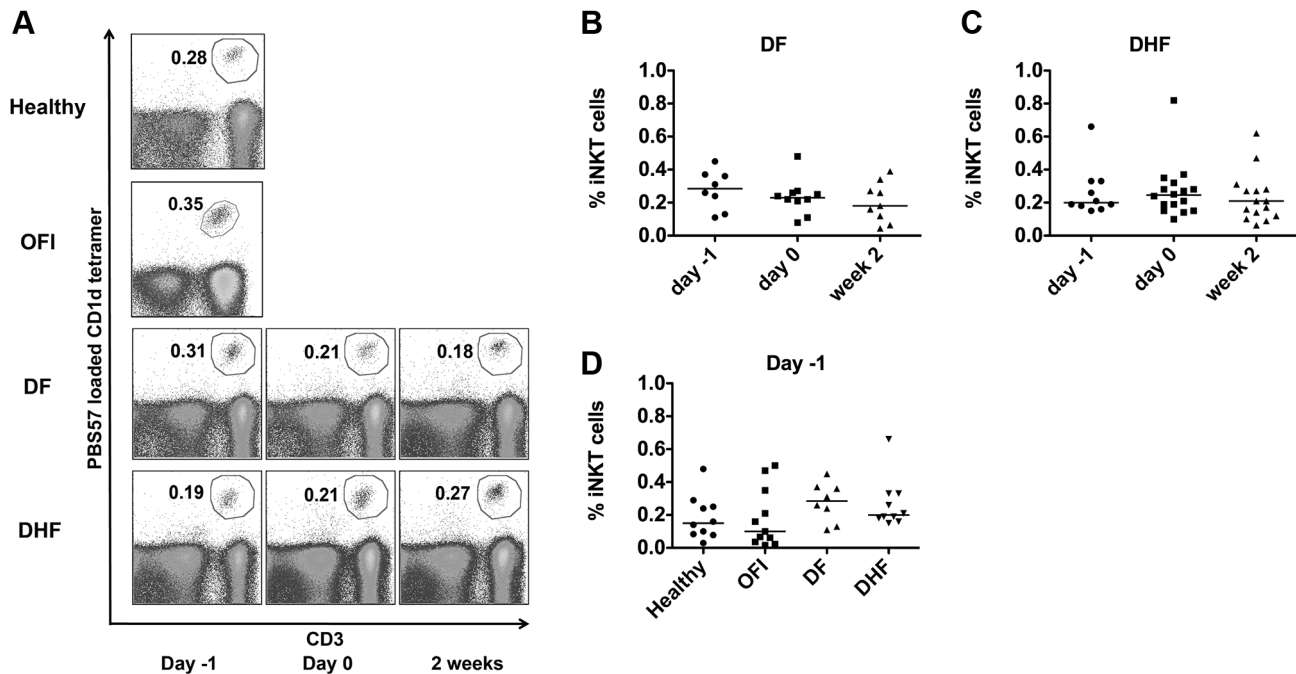 A
PBS57 loaded CD1d tetramer
Healthy
0.28
OFI
0.35
DF
0.31
0.21
0.18
DHF
0.19
0.21
0.27
CD3
Day -1
Day 0
2 weeks
B
DF
% iNKT cells
1.0
0.8
0.6
0.4
0.2
0.0
day -1
day 0
week 2
C
DHF
% iNKT cells
1.0
0.8
0.6
0.4
0.2
0.0
day -1
day 0
week 2
D
Day -1
% iNKT cells
1.0
0.8
0.6
0.4
0.2
0.0
Healthy
OFI
DF
DHF